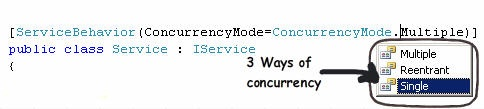 [ServiceBehavior(ConcurrencyMode=ConcurrencyMode.Multiple)]
public class Service : IService
{
3 Ways of
concurrency
Multiple
Reentrant
Single